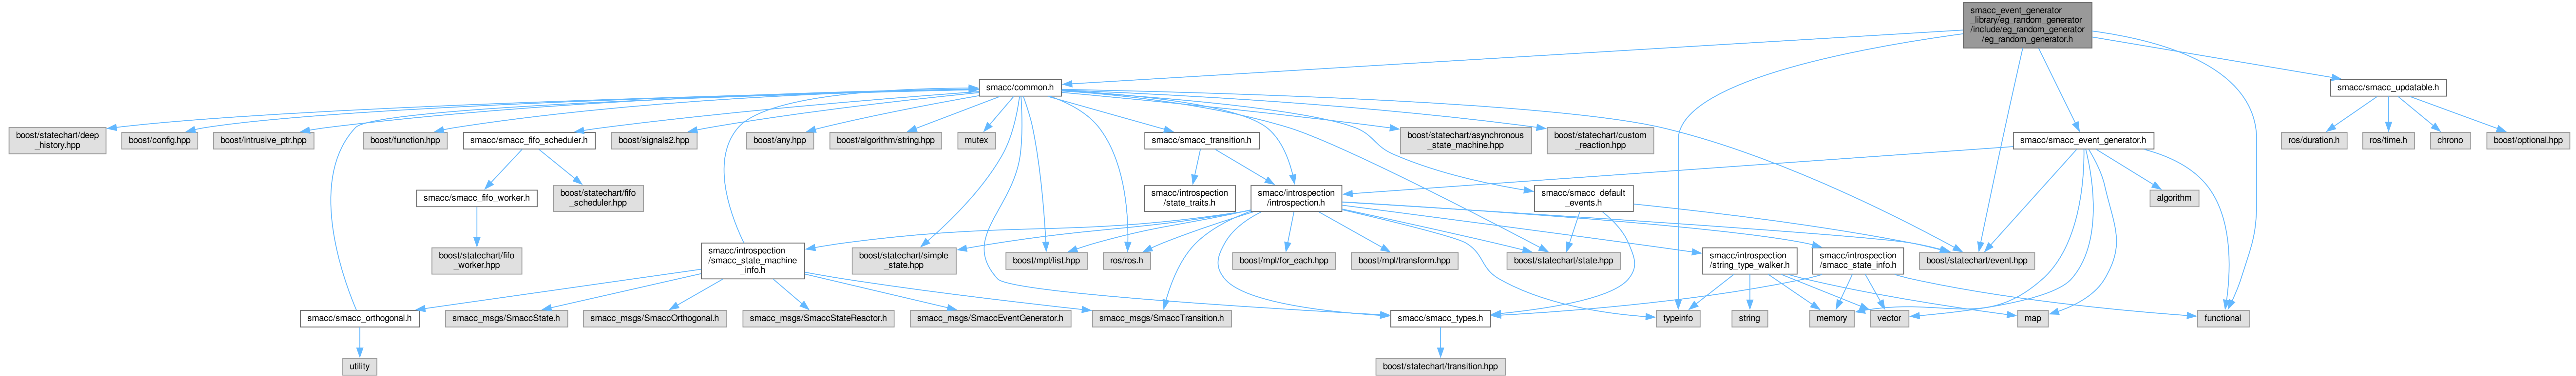 smacc_event_generator
_library/eg_random_generator
/include/eg_random_generator
/eg_random_generator.h
smacc/common.h
smacc/smacc_updatable.h
boost/statechart/deep
_history.hpp
boost/config.hpp
boost/intrusive_ptr.hpp
boost/function.hpp
smacc/smacc_fifo_scheduler.h
boost/signals2.hpp
boost/any.hpp
boost/algorithm/string.hpp
mutex
smacc/smacc_transition.h
boost/statechart/asynchronous
_state_machine.hpp
boost/statechart/custom
_reaction.hpp
smacc/smacc_event_generator.h
ros/duration.h
ros/time.h
chrono
boost/optional.hpp
smacc/smacc_fifo_worker.h
boost/statechart/fifo
_scheduler.hpp
smacc/introspection
/state_traits.h
smacc/introspection
/introspection.h
smacc/smacc_default
_events.h
algorithm
boost/statechart/fifo
_worker.hpp
smacc/introspection
/smacc_state_machine
_info.h
boost/statechart/simple
_state.hpp
boost/mpl/list.hpp
ros/ros.h
boost/mpl/for_each.hpp
boost/mpl/transform.hpp
boost/statechart/state.hpp
smacc/introspection
/string_type_walker.h
smacc/introspection
/smacc_state_info.h
boost/statechart/event.hpp
smacc/smacc_orthogonal.h
smacc_msgs/SmaccState.h
smacc_msgs/SmaccOrthogonal.h
smacc_msgs/SmaccStateReactor.h
smacc_msgs/SmaccEventGenerator.h
smacc_msgs/SmaccTransition.h
smacc/smacc_types.h
typeinfo
string
memory
vector
map
functional
utility
boost/statechart/transition.hpp